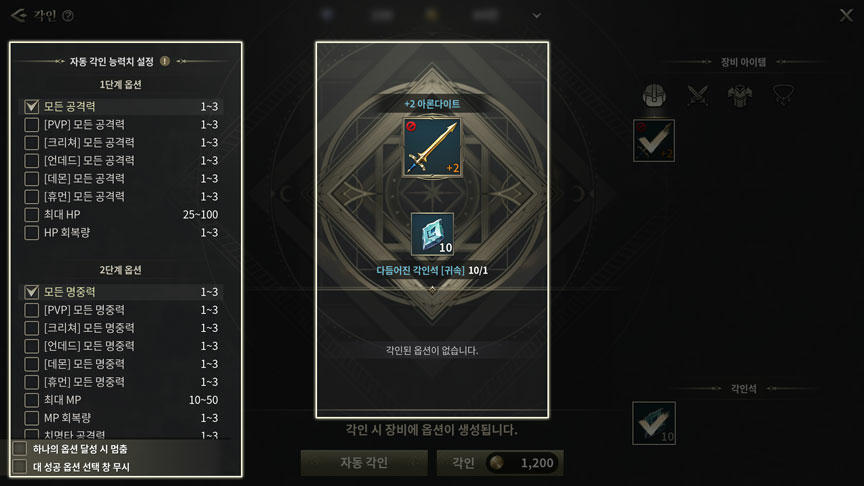 각인
자동 각인 능력치 설정
1단계 옵션
모든 공격력 1~3
[PVP] 모든 공격력 1~3
[크리쳐] 모든 공격력 1~3
[언데드] 모든 공격력 1~3
[데몬] 모든 공격력 1~3
[휴먼] 모든 공격력 1~3
최대 HP 25~100
HP 회복량 1~3
2단계 옵션
모든 명중력 1~3
[PVP] 모든 명중력 1~3
[크리쳐] 모든 명중력 1~3
[언데드] 모든 명중력 1~3
[데몬] 모든 명중력 1~3
[휴먼] 모든 명중력 1~3
최대 MP 10~50
MP 회복량 1~3
치명타 공격력 1~3
하나의 옵션 달성 시 멈춤
대 성공 옵션 선택 창 무시
+2 아론다이트
+2
10
다듬어진 각인석 [귀속] 10/1
각인된 옵션이 없습니다.
각인 시 장비에 옵션이 생성됩니다.
자동 각인
각인 1,200
장비 아이템
+2
각인석
10